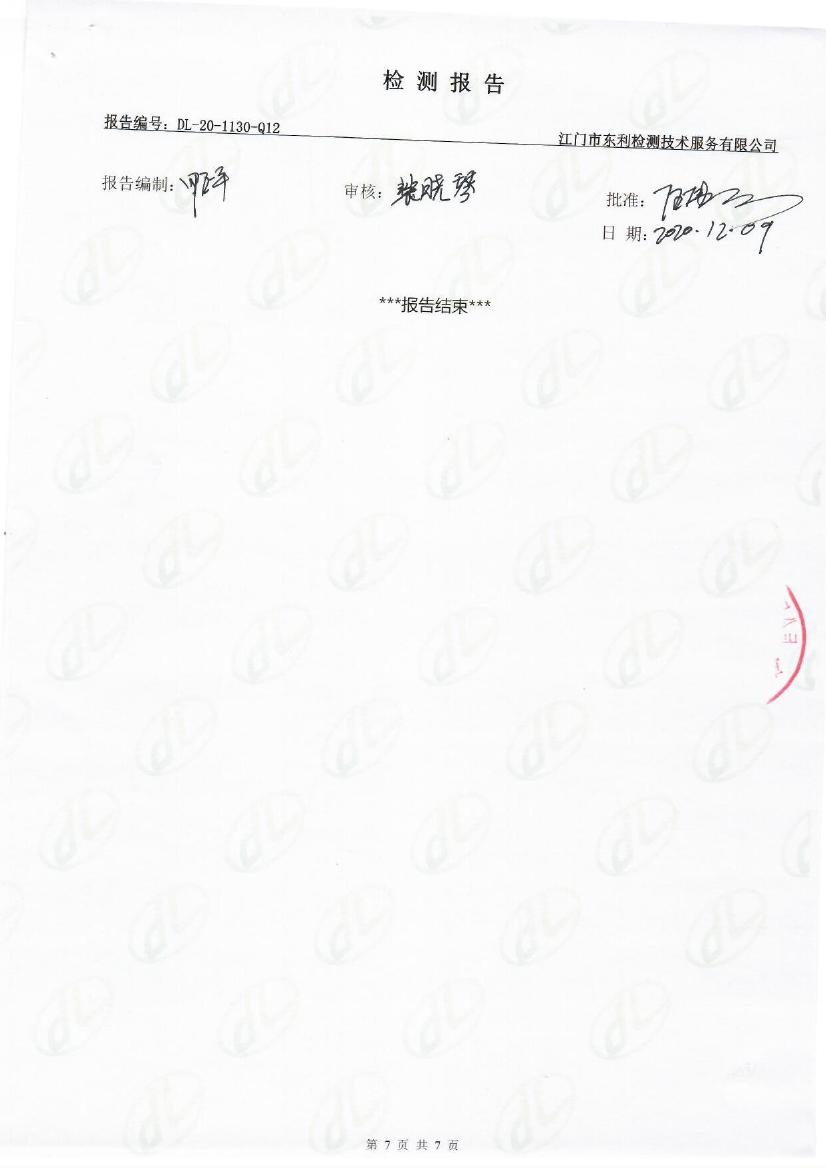 检测报告
报告编号：DL-20-1130-Q12 江门市东利检测技术服务有限公司
报告编制： 审核： 晓琴 批准：
日 期：2020.12.09
***报告结束***
第 7 页 共 7 页